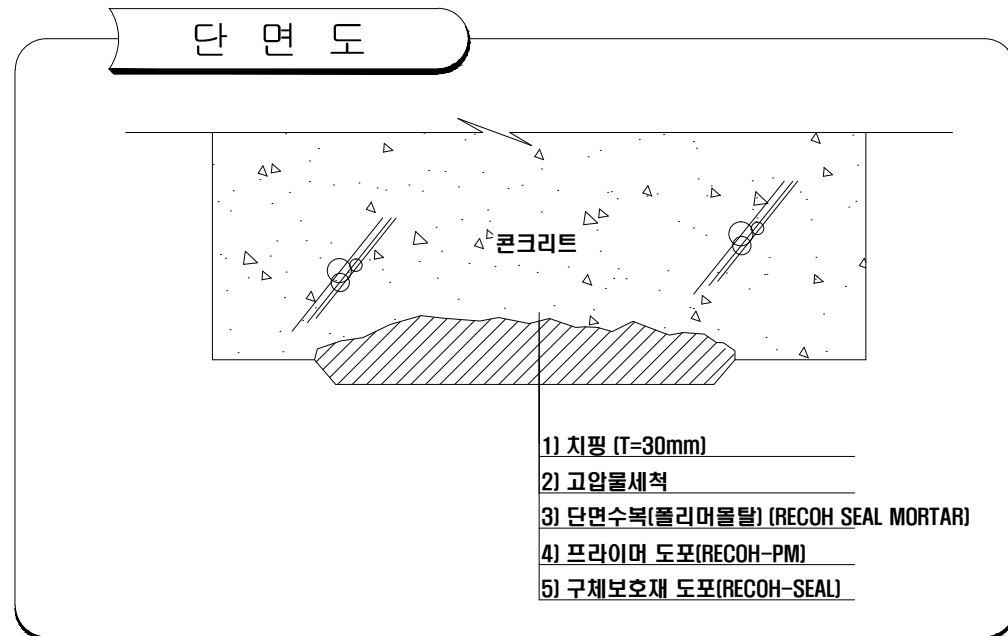 단 면 도
콘크리트
1) 치핑 (T=30mm)
2) 고압물세척
3) 단면수복(폴리머몰탈) (RECOH SEAL MORTAR)
4) 프라이머 도포(RECOH-PM)
5) 구체보호재 도포(RECOH-SEAL)